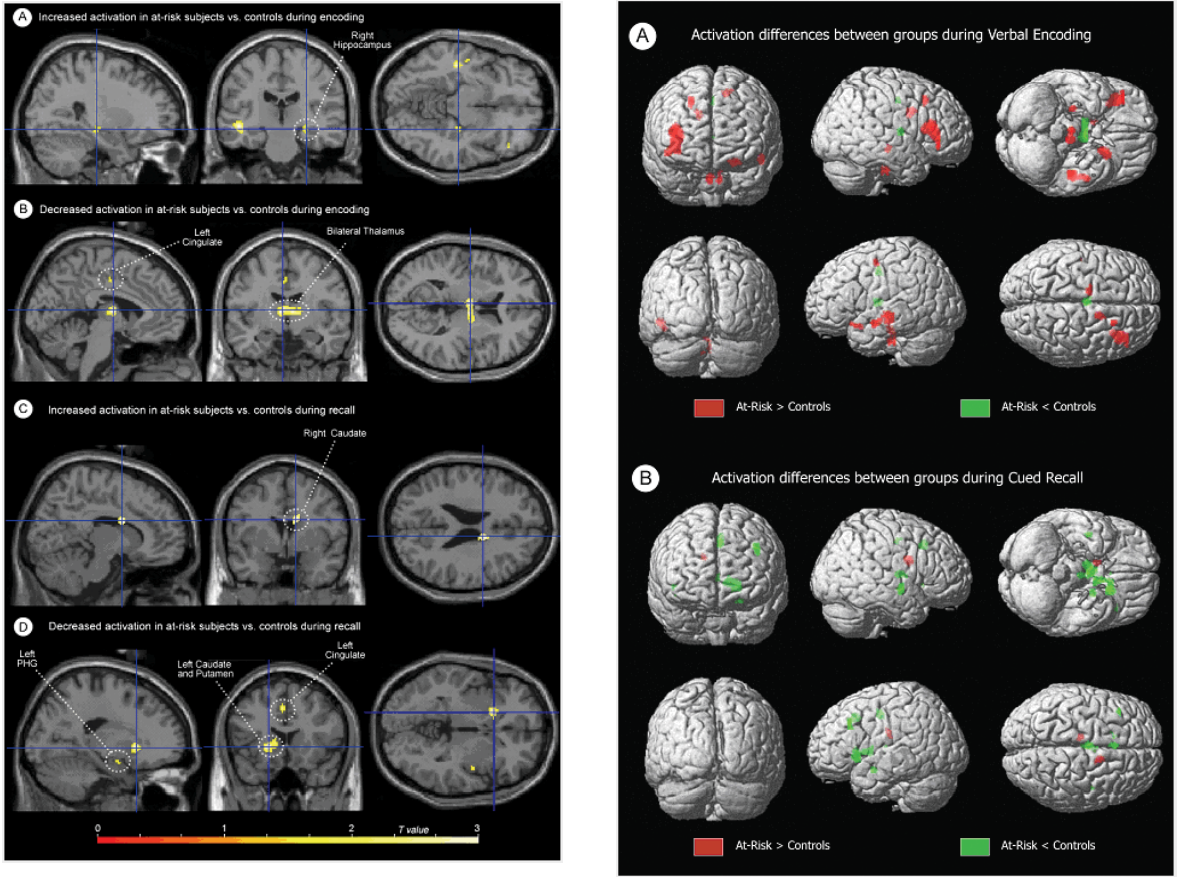 A Increased activation in at-risk subjects vs. controls during encoding
Right
Hippocampus
B Decreased activation in at-risk subjects vs. controls during encoding
Left
Cingulate
Bilateral Thalamus
C Increased activation in at-risk subjects vs. controls during recall
Right Caudate
D Decreased activation in at-risk subjects vs. controls during recall
Left
PHG
Left Caudate
and Putamen
Left
Cingulate
0 1 2 T value 3
A Activation differences between groups during Verbal Encoding
At-Risk > Controls At-Risk < Controls
B Activation differences between groups during Cued Recall
At-Risk > Controls At-Risk < Controls